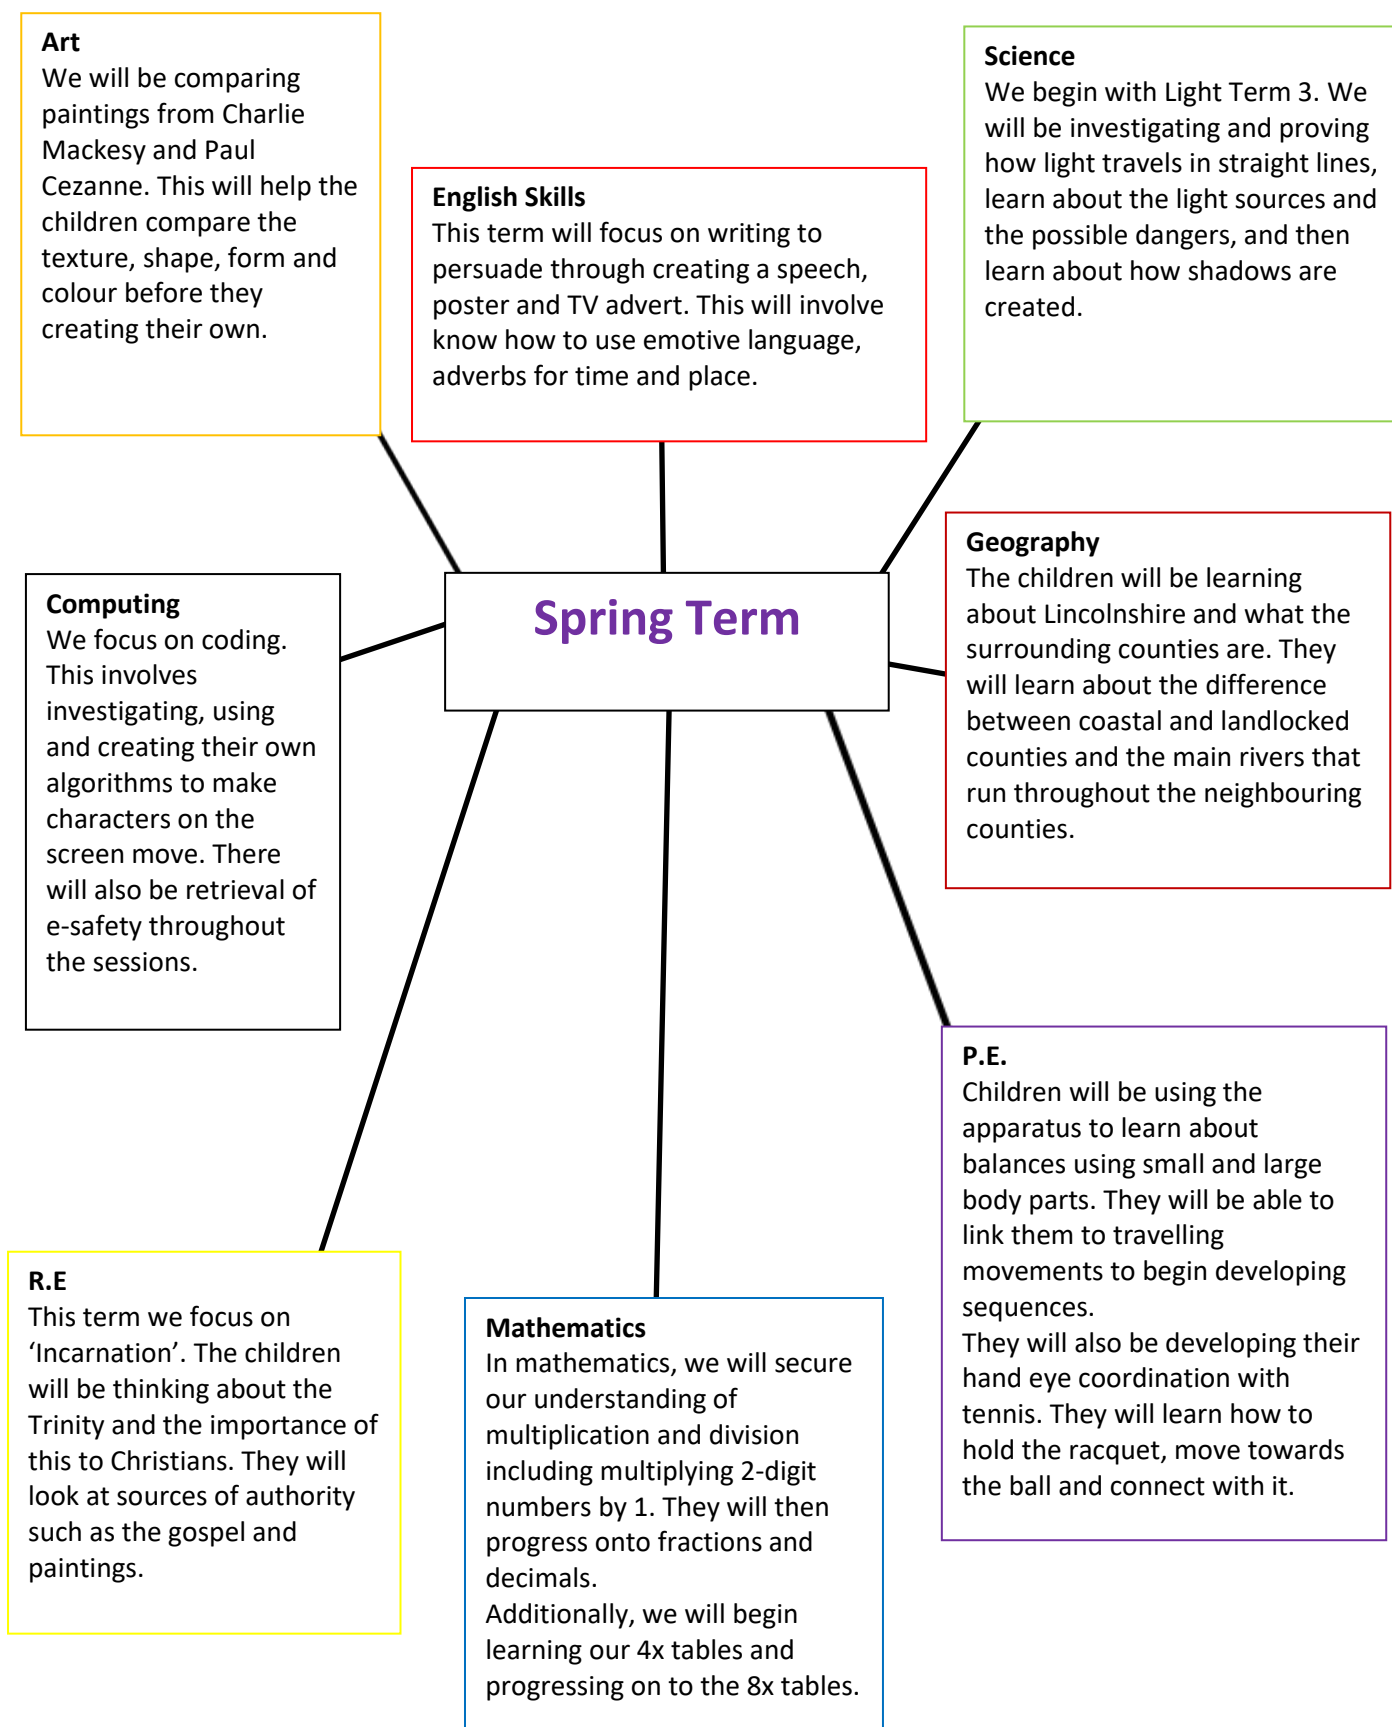 Art
We will be comparing
paintings from Charlie
Mackesy and Paul
Cezanne. This will help the
children compare the
texture, shape, form and
colour before they
creating their own.
English Skills
This term will focus on writing to
persuade through creating a speech,
poster and TV advert. This will involve
know how to use emotive language,
adverbs for time and place.
Science
We begin with Light Term 3. We
will be investigating and proving
how light travels in straight lines,
learn about the light sources and
the possible dangers, and then
learn about how shadows are
created.
Spring Term
Computing
We focus on coding.
This involves
investigating, using
and creating their own
algorithms to make
characters on the
screen move. There
will also be retrieval of
e-safety throughout
the sessions.
Geography
The children will be learning
about Lincolnshire and what the
surrounding counties are. They
will learn about the difference
between coastal and landlocked
counties and the main rivers that
run throughout the neighbouring
counties.
P.E.
Children will be using the
apparatus to learn about
balances using small and large
body parts. They will be able to
link them to travelling
movements to begin developing
sequences.
They will also be developing their
hand eye coordination with
tennis. They will learn how to
hold the racquet, move towards
the ball and connect with it.
R.E
This term we focus on
‘Incarnation’. The children
will be thinking about the
Trinity and the importance of
this to Christians. They will
look at sources of authority
such as the gospel and
paintings.
Mathematics
In mathematics, we will secure
our understanding of
multiplication and division
including multiplying 2-digit
numbers by 1. They will then
progress onto fractions and
decimals.
Additionally, we will begin
learning our 4x tables and
progressing on to the 8x tables.